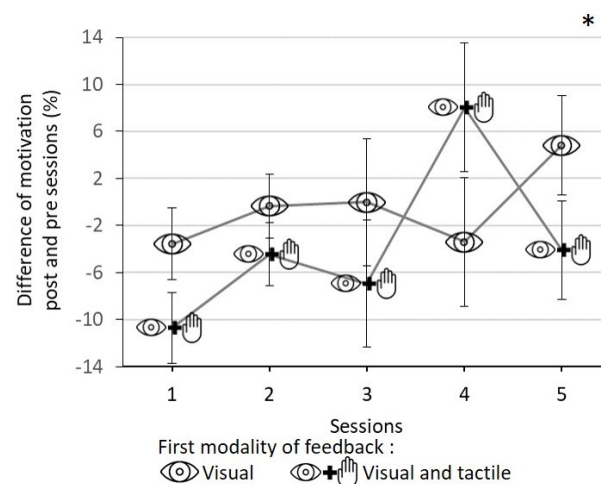 *
14
10
6
2
-2
-6
-10
-14
Difference of motivation
post and pre sessions (%)
1 2 3 4 5
Sessions
First modality of feedback :
Visual + Visual and tactile